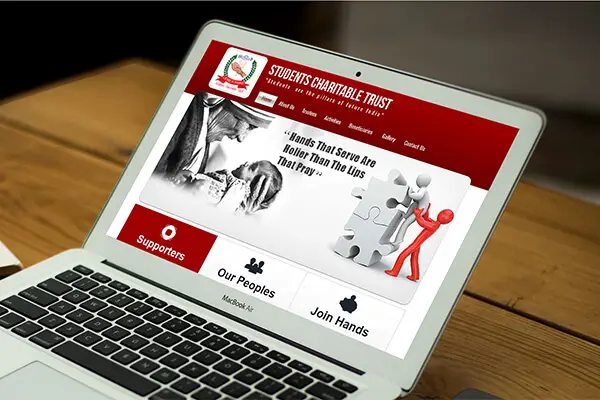 STUDENTS CHARITABLE TRUST
"Students are the pillars of future India"
Home About Us Trustees Activities Beneficiaries Gallery Contact Us
“ Hands That Serve Are
Holier Than The Lips
That Pray ”
Supporters
Our Peoples
Join Hands
MacBook Air